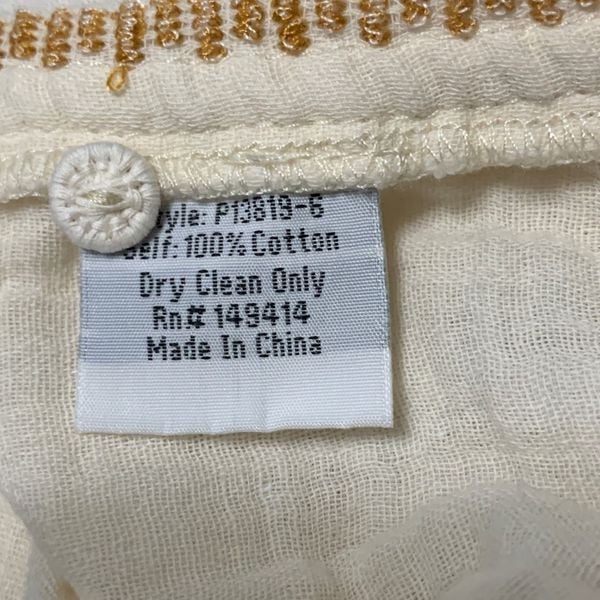 Style: P13819-6
Self: 100% Cotton
Dry Clean Only
Rn.# 149414
Made In China